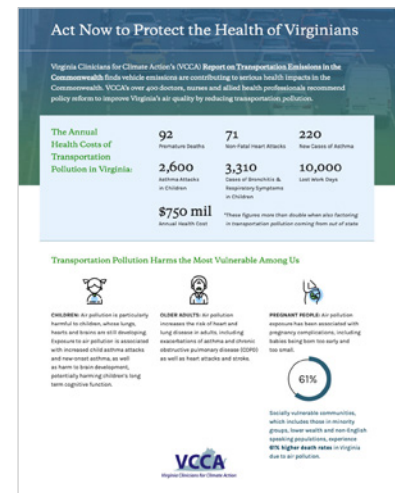 Act Now to Protect the Health of Virginians
Virginia Clinicians for Climate Action's (VCCA) Report on Transportation Emissions in the
Commonwealth finds vehicle emissions are contributing to serious health impacts in the
Commonwealth. VCCA's over 400 doctors, nurses and allied health professionals recommend
policy reform to improve Virginia's air quality by reducing transportation pollution.
The Annual
Health Costs of
Transportation
Pollution in Virginia:
92
Premature Deaths
71
Non-Fatal Heart Attacks
220
New Cases of Asthma
2,600
Asthma Attacks
in Children
3,310
Cases of Bronchitis &
Respiratory Symptoms
in Children
10,000
Lost Work Days
$750 mil
Annual Health Cost
*These figures more than double when also factoring
in transportation pollution coming from out of state
Transportation Pollution Harms the Most Vulnerable Among Us
CHILDREN: Air pollution is particularly
harmful to children, whose lungs,
hearts and brains are still developing.
Exposure to air pollution is associated
with increased child asthma attacks
and new-onset asthma, as well
as harm to brain development,
potentially harming children's long
term cognitive function.
OLDER ADULTS: Air pollution
increases the risk of heart and
lung disease in adults, including
exacerbations of asthma and chronic
obstructive pulmonary disease (COPD)
as well as heart attacks and stroke.
PREGNANT PEOPLE: Air pollution
exposure has been associated with
pregnancy complications, including
babies being born too early and
too small.
61%
Socially vulnerable communities,
which includes those in minority
groups, lower wealth and non-English
speaking populations, experience
61% higher death rates in Virginia
due to air pollution.
VCCA
Virginia Clinicians for Climate Action